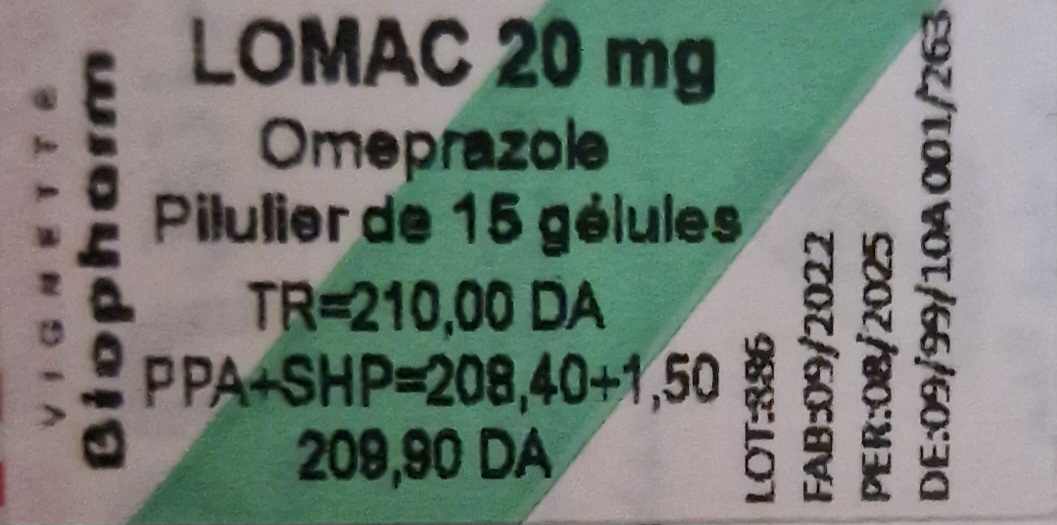 VIGNETTE
Biopharm
LOMAC 20 mg
Omeprazole
Pilulier de 15 gélules
TR=210,00 DA
PPA+SHP=208,40+1,50
209,90 DA
LOT:886
FAB:09/2022
PER:08/2025
DE:09/99/10A 001/263